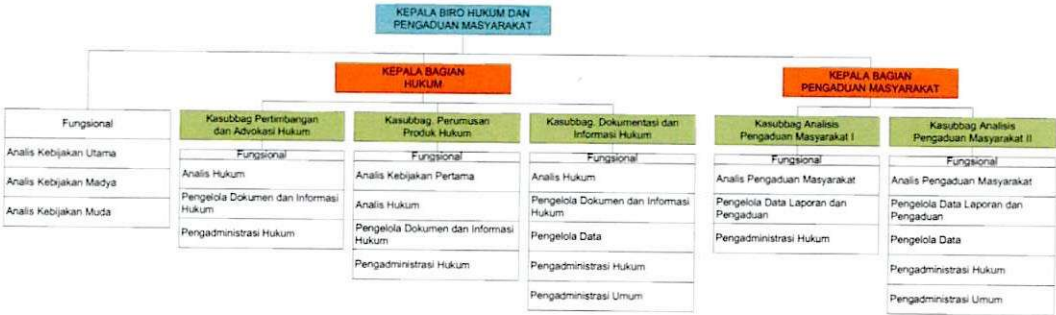 KEPALA BIRO HUKUM DAN
PENGADUAN MASYARAKAT
KEPALA BAGIAN
HUKUM
KEPALA BAGIAN
PENGADUAN MASYARAKAT
Fungsional
Analis Kebijakan Utama
Analis Kebijakan Madya
Analis Kebijakan Muda
Kasubbag Pertimbangan
dan Advokasi Hukum
Fungsional
Analis Hukum
Pengelola Dokumen dan Informasi
Hukum
Pengadministrasi Hukum
Kasubbag. Perumusan
Produk Hukum
Fungsional
Analis Kebijakan Pertama
Analis Hukum
Pengelola Dokumen dan Informasi
Hukum
Pengadministrasi Hukum
Kasubbag. Dokumentasi dan
Informasi Hukum
Fungsional
Analis Hukum
Pengelola Dokumen dan Informasi
Hukum
Pengelola Data
Pengadministrasi Hukum
Pengadministrasi Umum
Kasubbag Analisis
Pengaduan Masyarakat I
Fungsional
Analis Pengaduan Masyarakat
Pengelola Data Laporan dan
Pengaduan
Pengadministrasi Hukum
Kasubbag Analisis
Pengaduan Masyarakat II
Fungsional
Analis Pengaduan Masyarakat
Pengelola Data Laporan dan
Pengaduan
Pengelola Data
Pengadministrasi Hukum
Pengadministrasi Umum